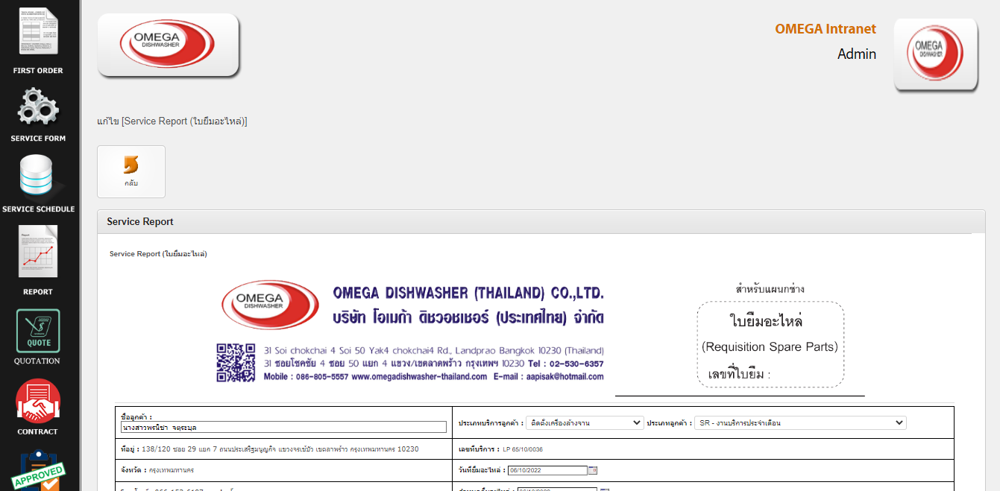 FIRST ORDER
SERVICE FORM
SERVICE SCHEDULE
Report
REPORT
QUOTE
QUOTATION
CONTRACT
APPROVED
OMEGA
DISHWASHER
OMEGA Intranet
Admin
OMEGA
DISHWASHER
แก้ไข [Service Report (ใบยืมอะไหล่)]
กลับ
Service Report
Service Report (ใบยืมอะไหล่)
OMEGA
DISHWASHER
OMEGA DISHWASHER (THAILAND) CO.,LTD.
บริษัท โอเมก้า ดิชวอชเชอร์ (ประเทศไทย) จำกัด
31 Soi chokchai 4 Soi 50 Yak4 chokchai4 Rd., Landprao Bangkok 10230 (Thailand)
31 ซอยโชคชัย 4 ซอย 50 แยก 4 แขวง/เขตลาดพร้าว กรุงเทพฯ 10230 Tel : 02-530-6357
Mobile : 086-805-5557 www.omegadishwasher-thailand.com E-mail : aapisak@hotmail.com
สำหรับแผนกช่าง
ใบยืมอะไหล่
(Requisition Spare Parts)
เลขที่ใบยืม :
ชื่อลูกค้า :
นางสาวพรนิชา จตุระบุล
ประเภทบริการลูกค้า : ติดตั้งเครื่องล้างจาน ประเภทลูกค้า : SR - งานบริการประจำเดือน
ที่อยู่ : 138/120 ซอย 29 แยก 7 ถนนประเสริฐมนูญกิจ แขวงจรเข้บัว เขตลาพร้าว กรุงเทพมหานคร 10230
เลขที่บริการ : LP 65/10/0036
จังหวัด : กรุงเทพมหานคร
วันที่ยืมอะไหล่ : 06/10/2022